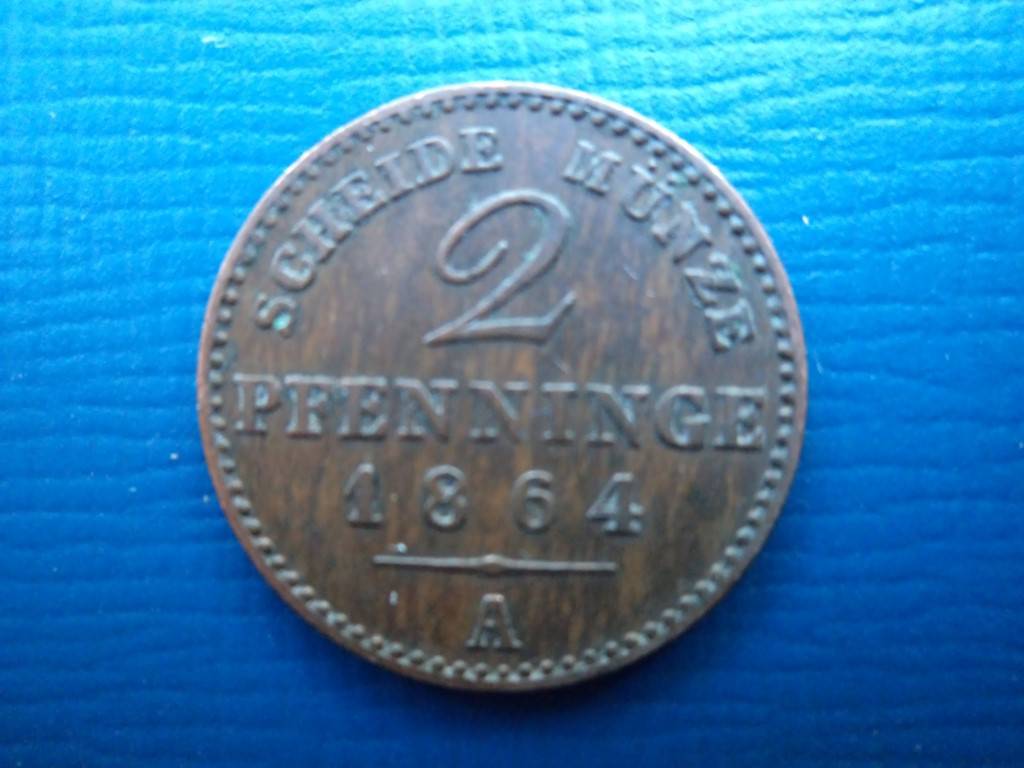 SCHEIDE MÜNZE
2
PFENNINGE
1864
A